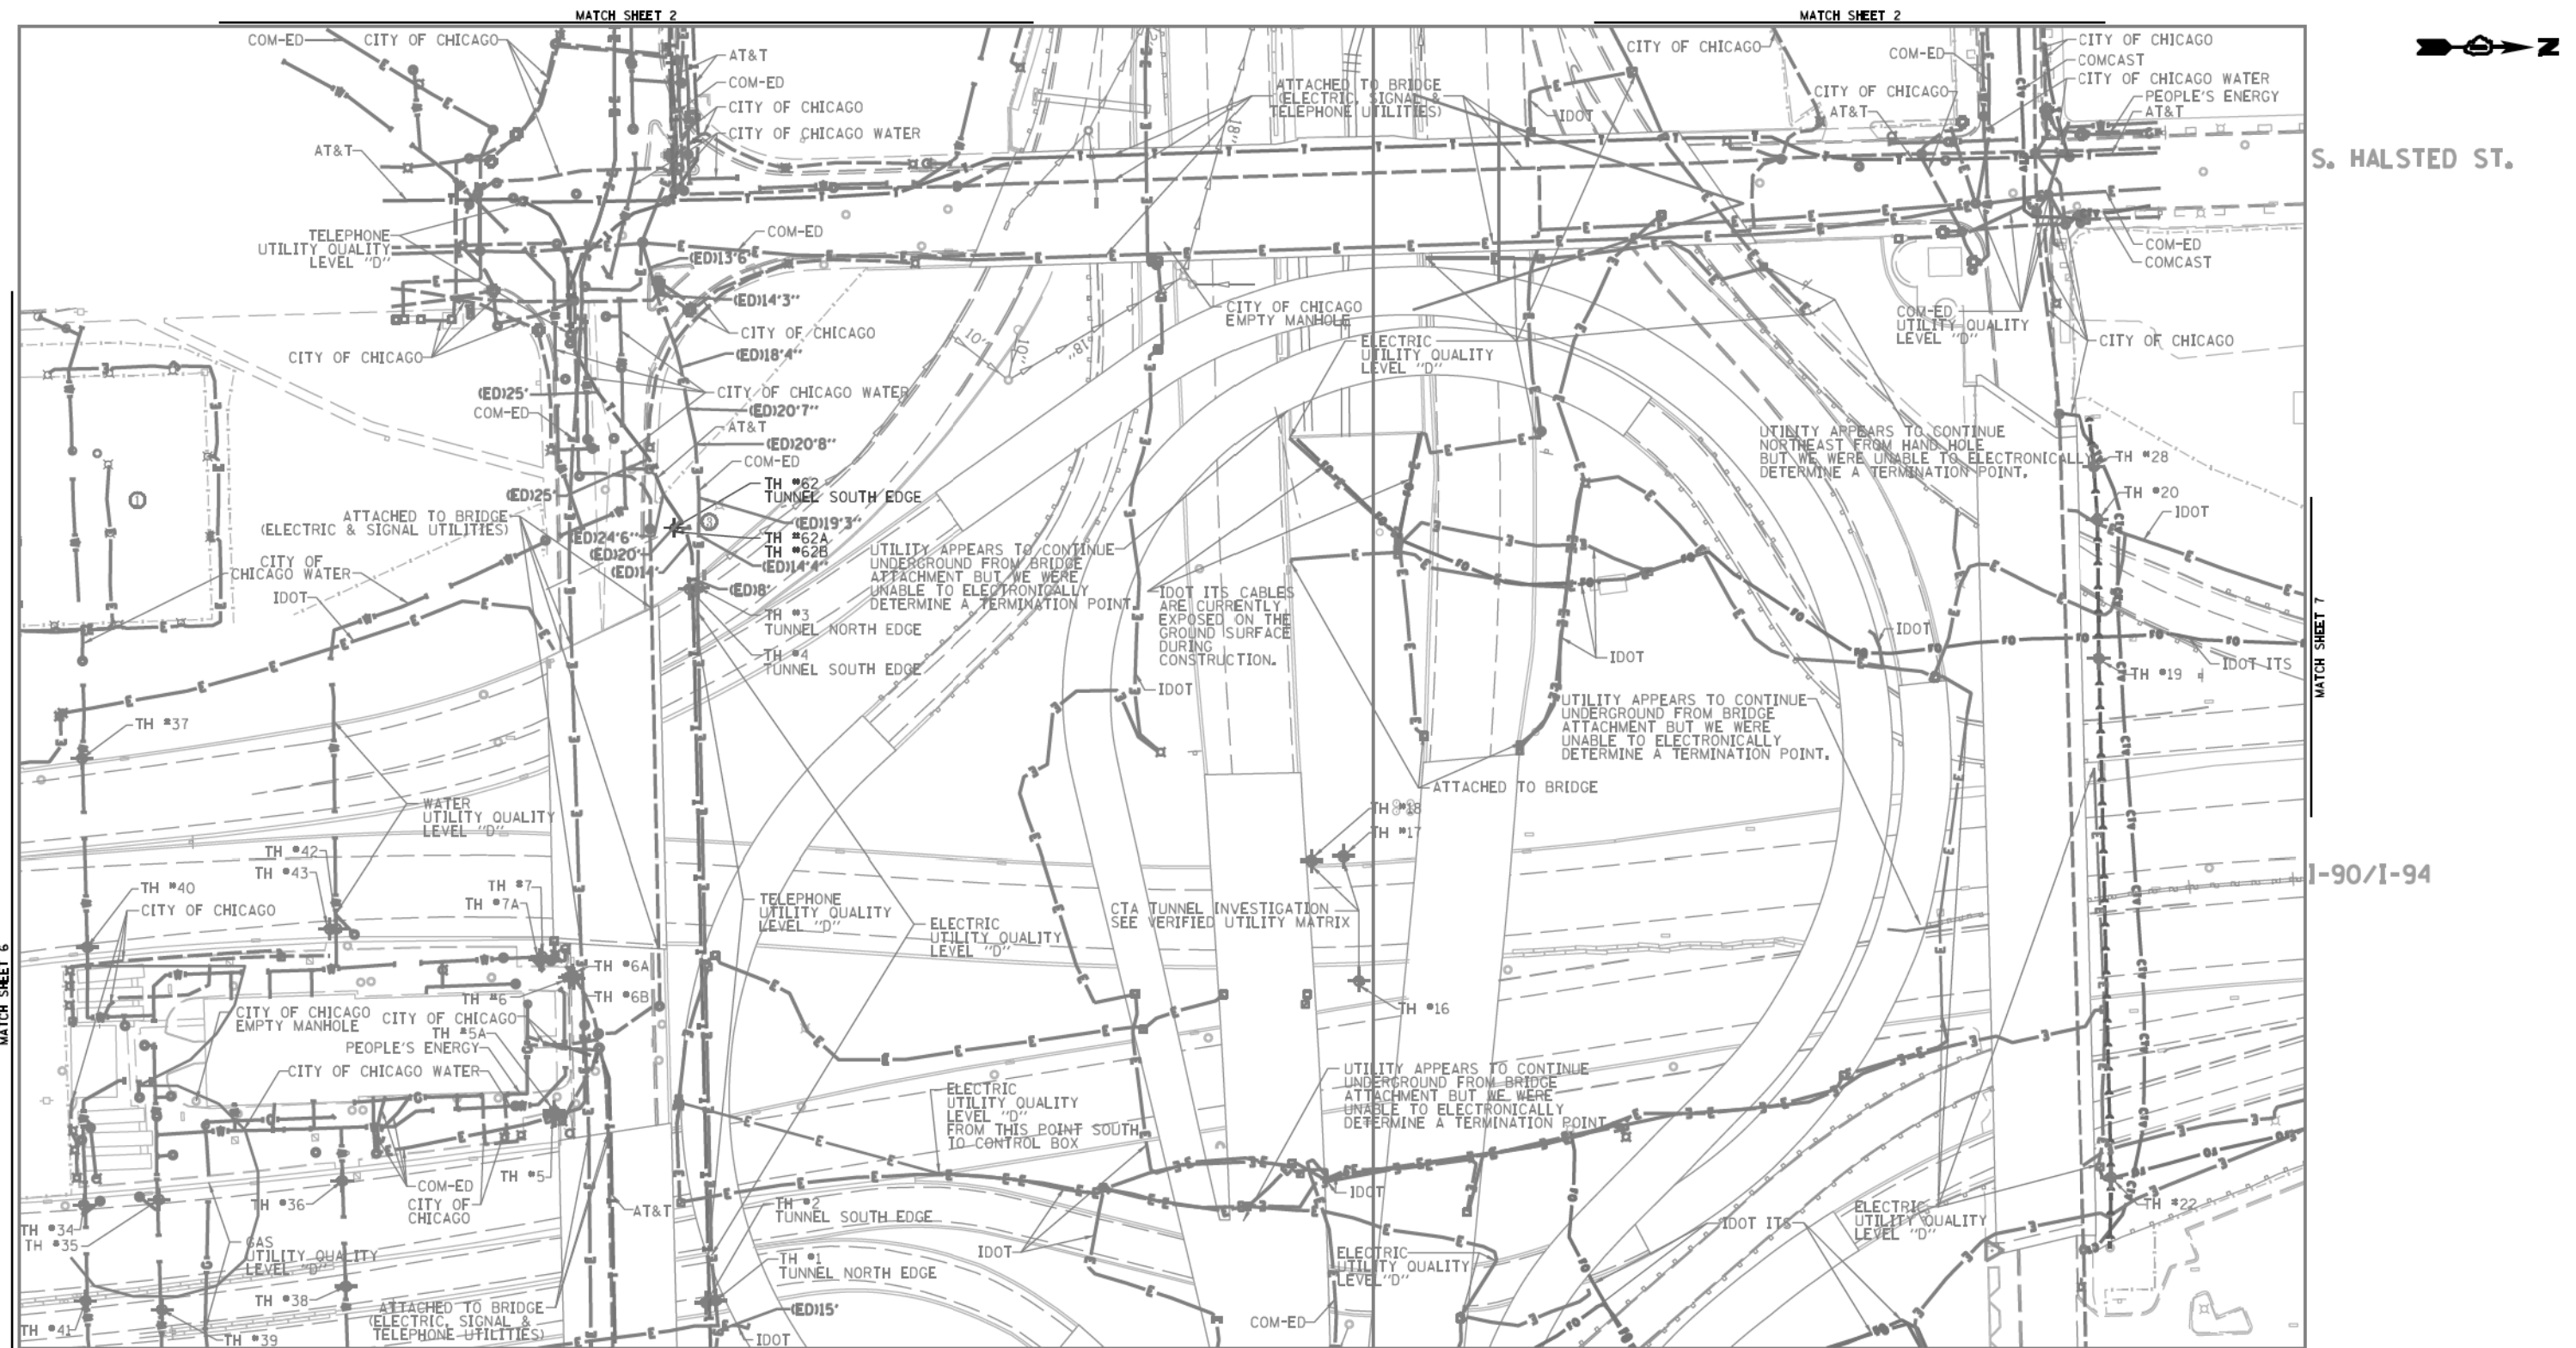 MATCH SHEET 2
MATCH SHEET 2
COM-ED
CITY OF CHICAGO
AT&T
COM-ED
CITY OF CHICAGO
CITY OF CHICAGO WATER
AT&T
TELEPHONE
UTILITY QUALITY
LEVEL "D"
COM-ED
(ED)13'6"
(ED)14'3"
CITY OF CHICAGO
CITY OF CHICAGO
(ED)18'4"
(ED)25'
CITY OF CHICAGO WATER
COM-ED
(ED)20'7"
AT&T
(ED)20'8"
COM-ED
TH #62
TUNNEL SOUTH EDGE
(ED)25'
(ED)19'3"
ATTACHED TO BRIDGE
(ELECTRIC & SIGNAL UTILITIES)
TH #62A
TH #62B
(ED)24'6"
(ED)20'
(ED)14'
(ED)14'4"
(ED)8'
CITY OF
CHICAGO WATER
IDOT
TH #3
TUNNEL NORTH EDGE
TH #4
TUNNEL SOUTH EDGE
UTILITY APPEARS TO CONTINUE
UNDERGROUND FROM BRIDGE
ATTACHMENT BUT WE WERE
UNABLE TO ELECTRONICALLY
DETERMINE A TERMINATION POINT.
ATTACHED TO BRIDGE
(ELECTRIC, SIGNAL &
TELEPHONE UTILITIES)
18"
10"
10"
18"
CITY OF CHICAGO
EMPTY MANHOLE
ELECTRIC
UTILITY QUALITY
LEVEL "D"
IDOT ITS CABLES
ARE CURRENTLY
EXPOSED ON THE
GROUND SURFACE
DURING
CONSTRUCTION.
IDOT
CITY OF CHICAGO
IDOT
COM-ED
CITY OF CHICAGO
AT&T
CITY OF CHICAGO
COMCAST
CITY OF CHICAGO WATER
PEOPLE'S ENERGY
AT&T
S. HALSTED ST.
COM-ED
COMCAST
COM-ED
UTILITY QUALITY
LEVEL "D"
CITY OF CHICAGO
UTILITY APPEARS TO CONTINUE
NORTHEAST FROM HAND HOLE
BUT WE WERE UNABLE TO ELECTRONICALLY
DETERMINE A TERMINATION POINT.
TH #28
TH #20
IDOT
IDOT
IDOT ITS
TH #19
IDOT
MATCH SHEET 7
UTILITY APPEARS TO CONTINUE
UNDERGROUND FROM BRIDGE
ATTACHMENT BUT WE WERE
UNABLE TO ELECTRONICALLY
DETERMINE A TERMINATION POINT.
ATTACHED TO BRIDGE
TH #18
TH #17
I-90/I-94
TH #37
WATER
UTILITY QUALITY
LEVEL "D"
TH #42
TH #43
TH #40
CITY OF CHICAGO
TH #7
TH #7A
TELEPHONE
UTILITY QUALITY
LEVEL "D"
ELECTRIC
UTILITY QUALITY
LEVEL "D"
CTA TUNNEL INVESTIGATION
SEE VERIFIED UTILITY MATRIX
MATCH SHEET 6
TH #6A
TH #6
TH #6B
TH #16
CITY OF CHICAGO
EMPTY MANHOLE
CITY OF CHICAGO
TH #5A
PEOPLE'S ENERGY
CITY OF CHICAGO WATER
UTILITY APPEARS TO CONTINUE
UNDERGROUND FROM BRIDGE
ATTACHMENT BUT WE WERE
UNABLE TO ELECTRONICALLY
DETERMINE A TERMINATION POINT.
ELECTRIC
UTILITY QUALITY
LEVEL "D"
FROM THIS POINT SOUTH
TO CONTROL BOX
TH #5
COM-ED
CITY OF
CHICAGO
TH #36
AT&T
TH #2
TUNNEL SOUTH EDGE
IDOT
TH #34
TH #35
GAS
UTILITY QUALITY
LEVEL "D"
TH #1
TUNNEL NORTH EDGE
IDOT
ELECTRIC
UTILITY QUALITY
LEVEL "D"
IDOT ITS
ELECTRIC
UTILITY QUALITY
LEVEL "D"
TH #22
TH #38
ATTACHED TO BRIDGE
(ELECTRIC, SIGNAL &
TELEPHONE UTILITIES)
(ED)15'
COM-ED
TH #41
TH #39
IDOT
N
1
3